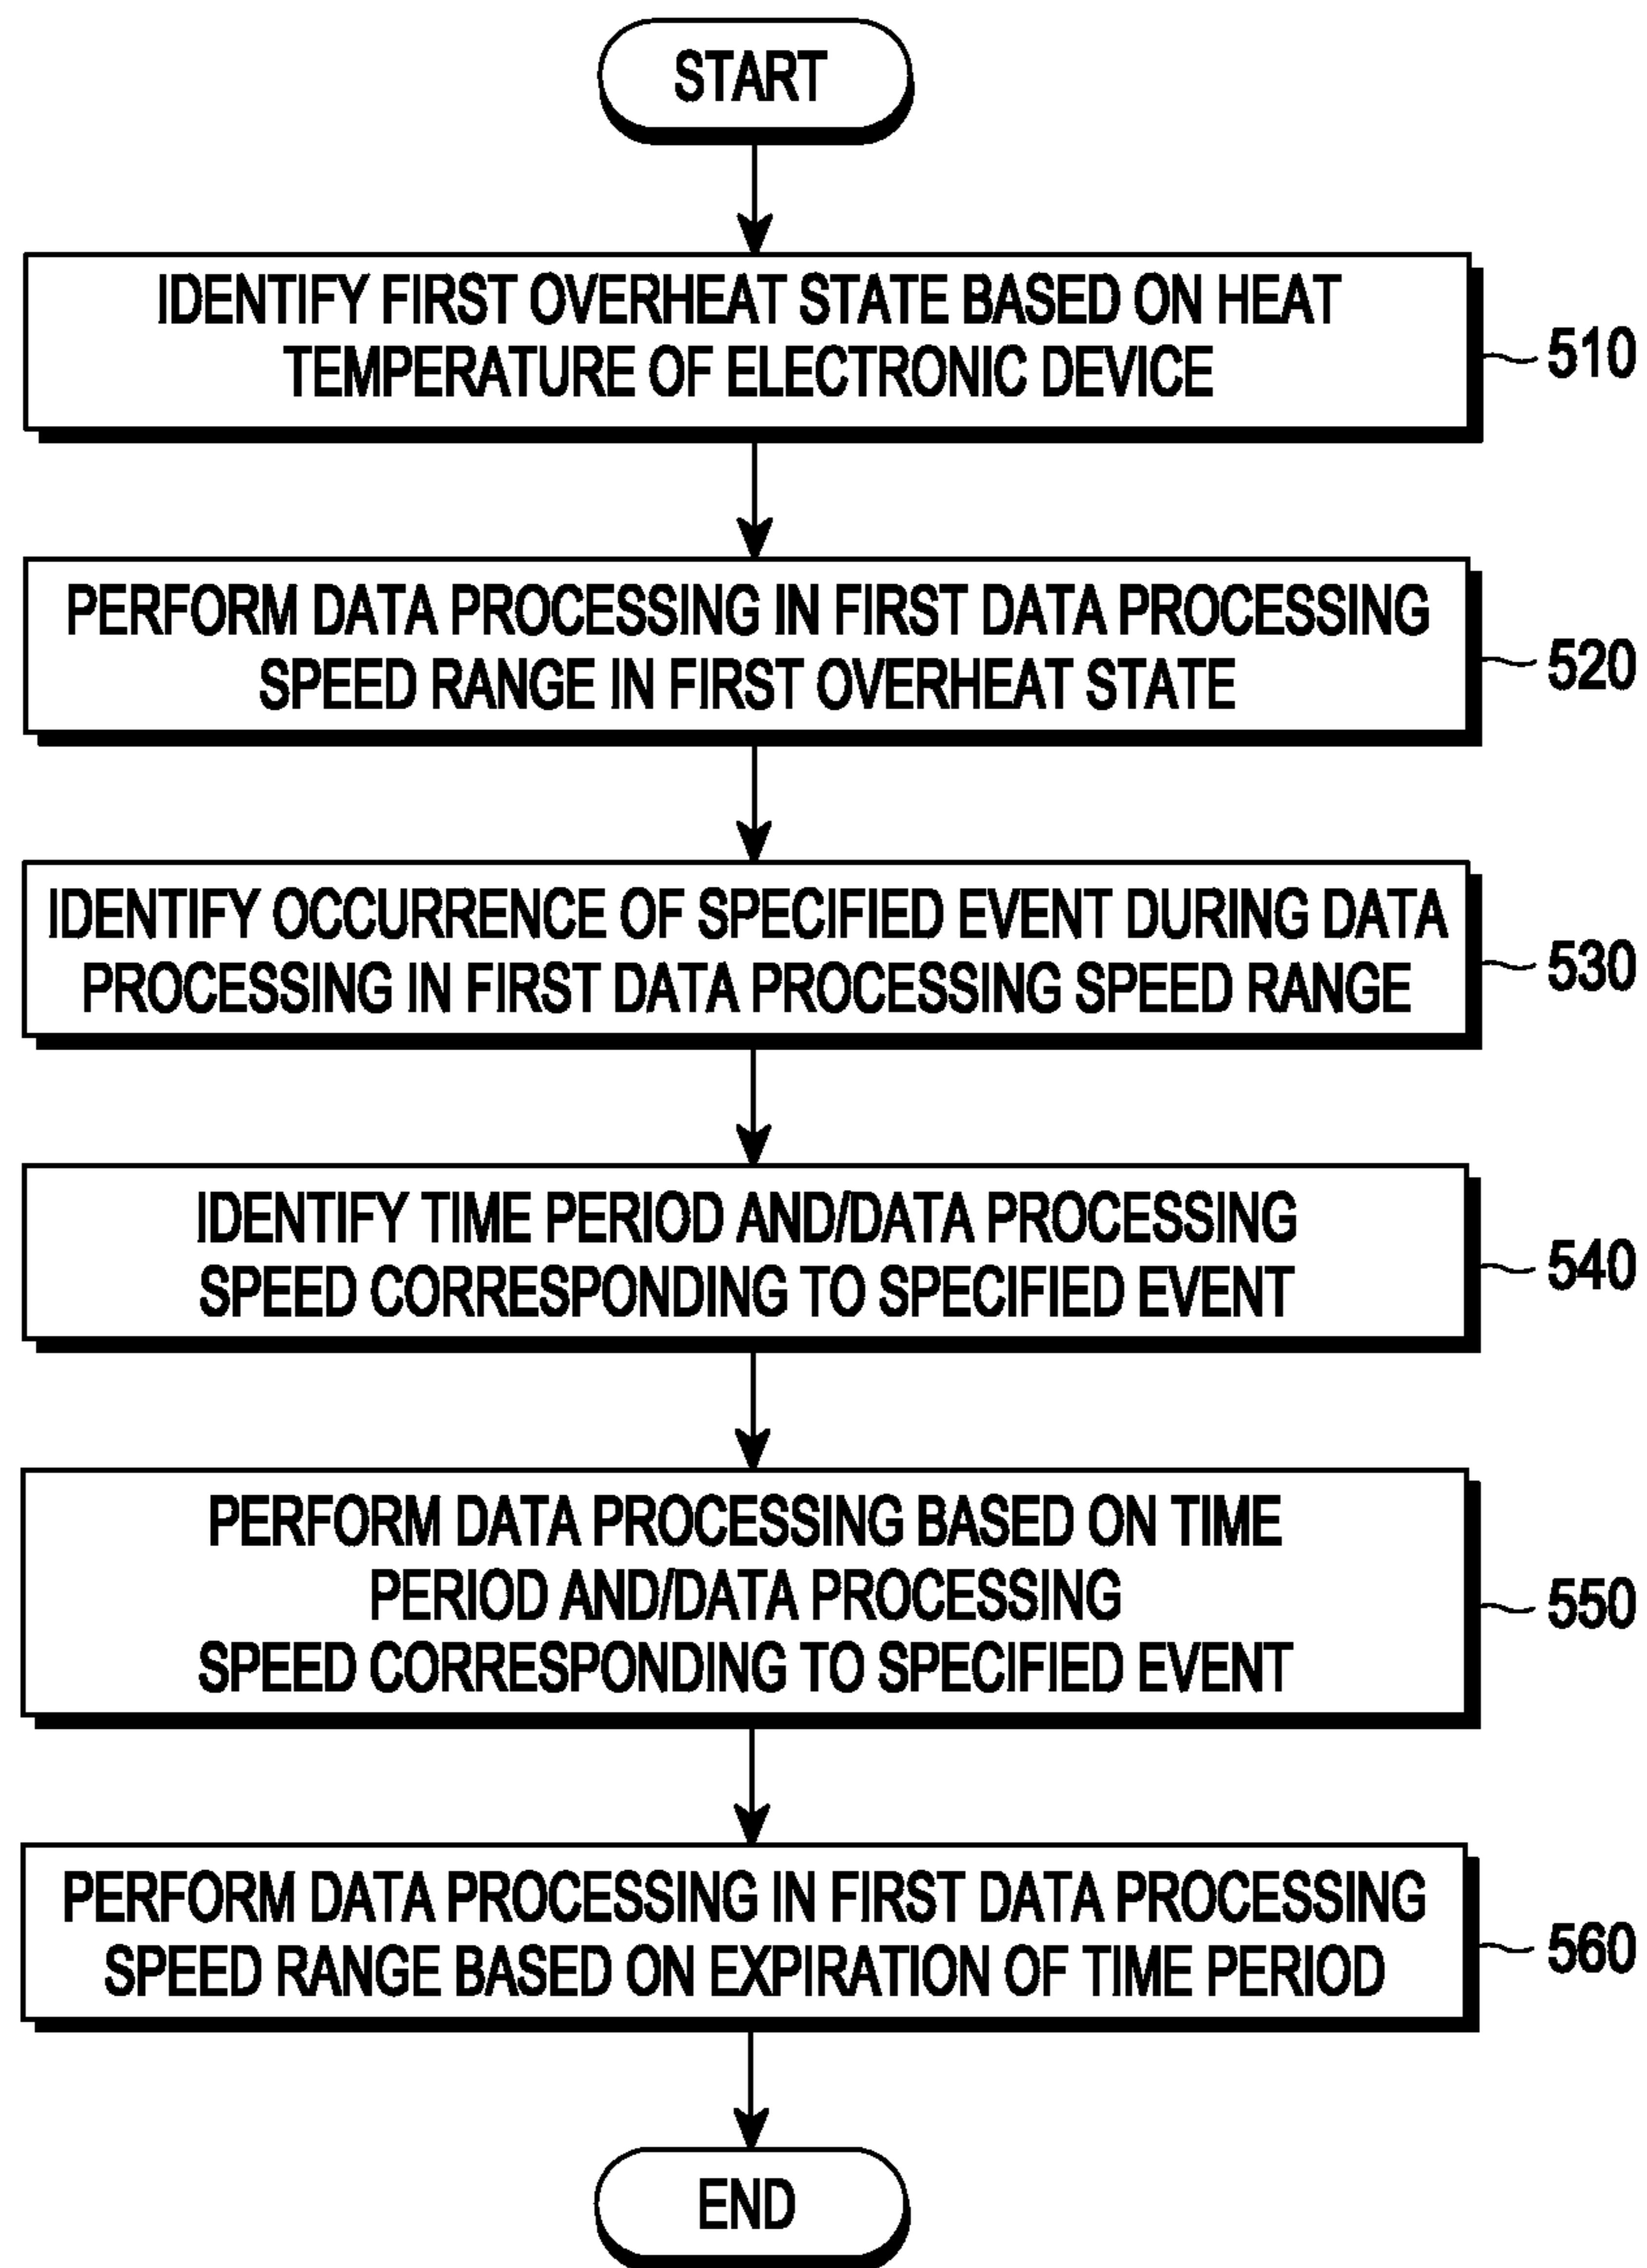 START
IDENTIFY FIRST OVERHEAT STATE BASED ON HEAT
TEMPERATURE OF ELECTRONIC DEVICE
510
PERFORM DATA PROCESSING IN FIRST DATA PROCESSING
SPEED RANGE IN FIRST OVERHEAT STATE
520
IDENTIFY OCCURRENCE OF SPECIFIED EVENT DURING DATA
PROCESSING IN FIRST DATA PROCESSING SPEED RANGE
530
IDENTIFY TIME PERIOD AND/DATA PROCESSING
SPEED CORRESPONDING TO SPECIFIED EVENT
540
PERFORM DATA PROCESSING BASED ON TIME
PERIOD AND/DATA PROCESSING
SPEED CORRESPONDING TO SPECIFIED EVENT
550
PERFORM DATA PROCESSING IN FIRST DATA PROCESSING
SPEED RANGE BASED ON EXPIRATION OF TIME PERIOD
560
END